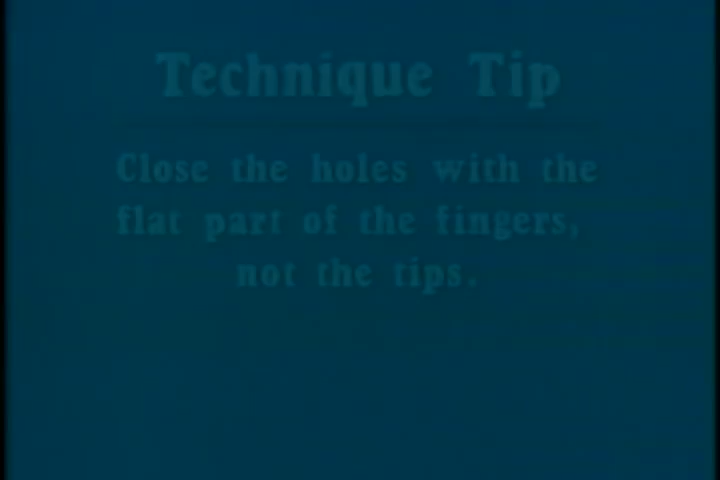 Technique Tip
Close the holes with the
flat part of the fingers,
not the tips.